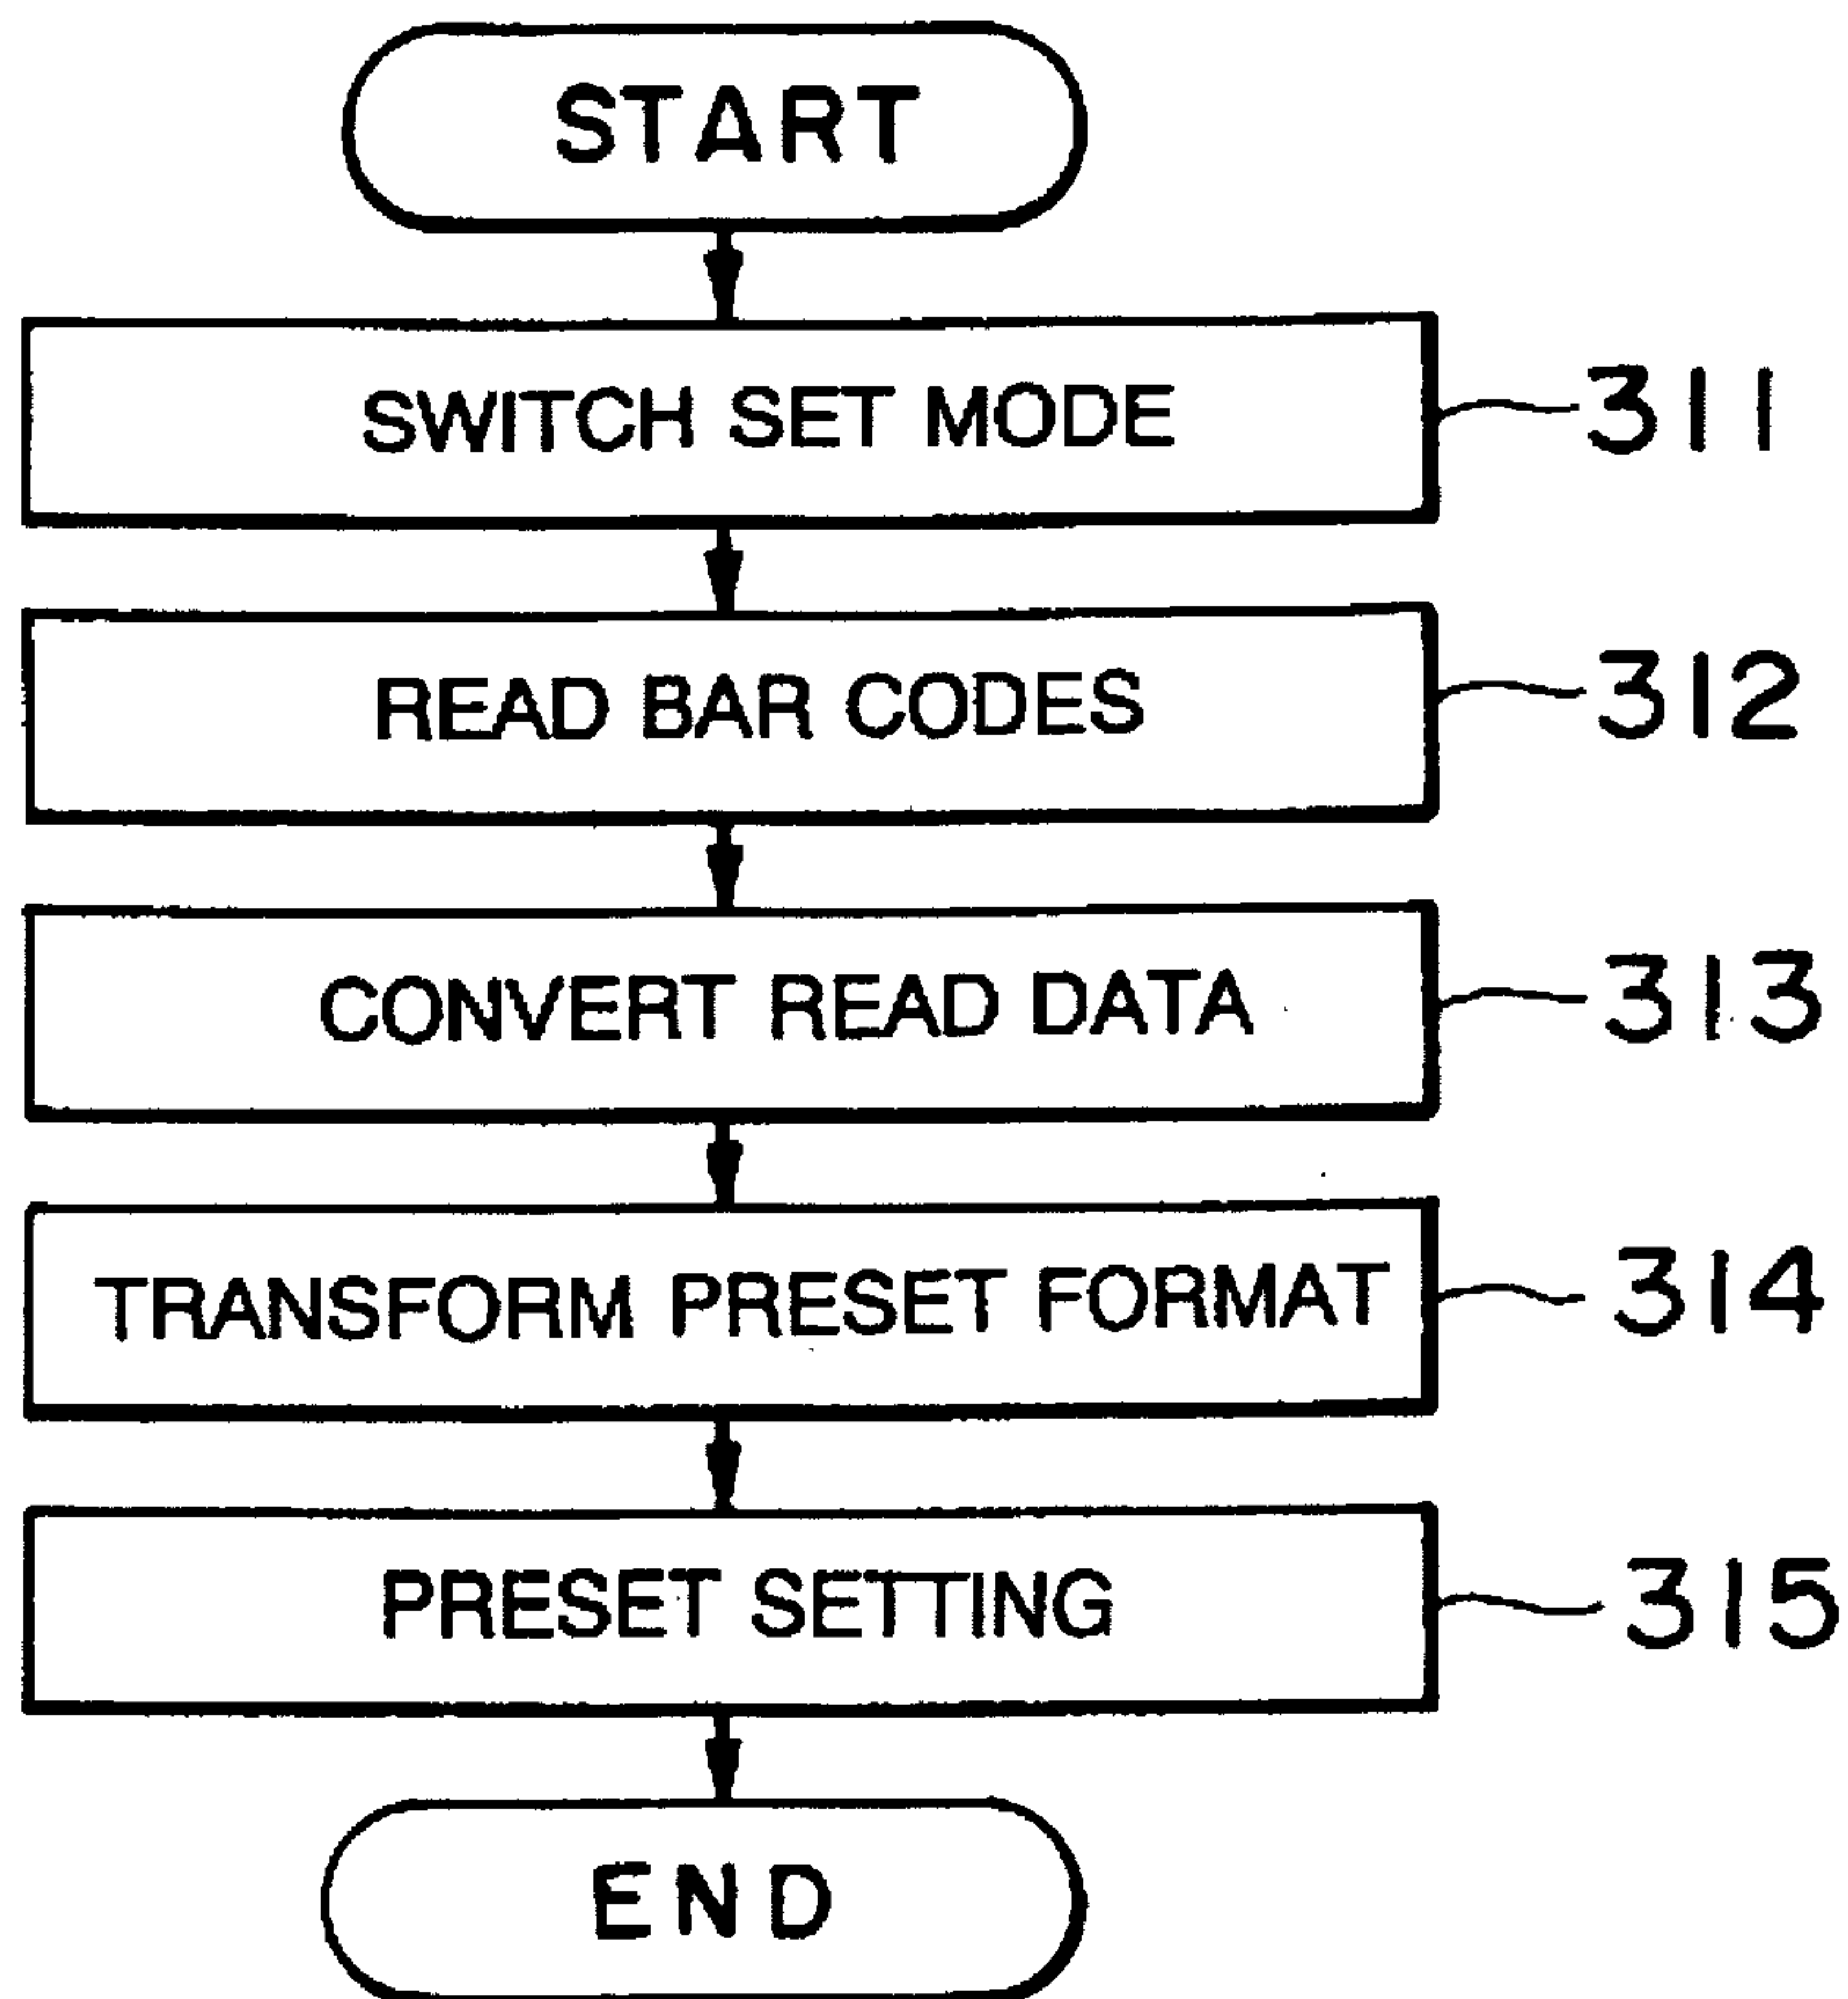 START
SWITCH SET MODE 311
READ BAR CODES 312
CONVERT READ DATA 313
TRANSFORM PRESET FORMAT 314
PRESET SETTING 315
END